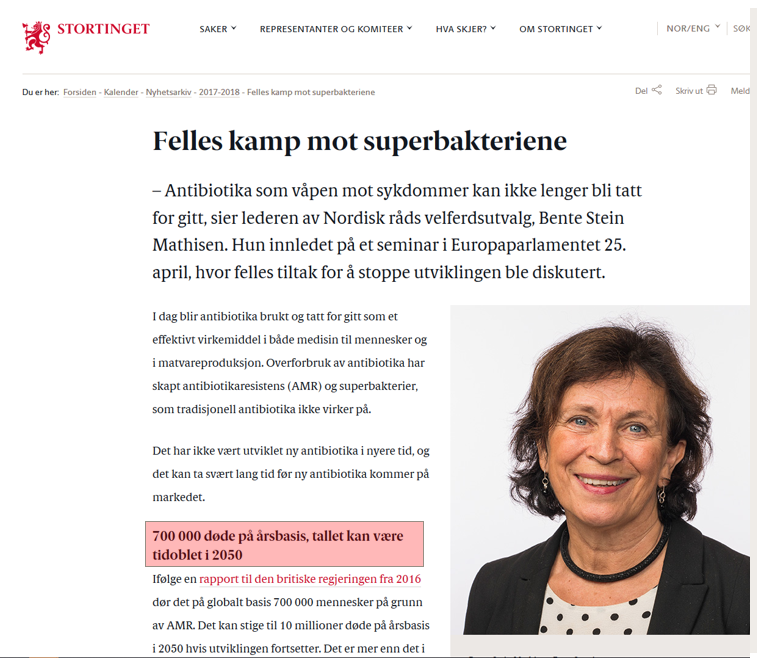 STORTINGET
SAKER
REPRESENTANTER OG KOMITEER
HVA SKJER?
OM STORTINGET
NOR/ENG
SØK
Du er her: Forsiden - Kalender - Nyhetsarkiv - 2017-2018 - Felles kamp mot superbakteriene
Del
Skriv ut
Meld
Felles kamp mot superbakteriene
– Antibiotika som våpen mot sykdommer kan ikke lenger bli tatt
for gitt, sier lederen av Nordisk råds velferdsutvalg, Bente Stein
Mathisen. Hun innledet på et seminar i Europaparlamentet 25.
april, hvor felles tiltak for å stoppe utviklingen ble diskutert.
I dag blir antibiotika brukt og tatt for gitt som et
effektivt virkemiddel i både medisin til mennesker og
i matvareproduksjon. Overforbruk av antibiotika har
skapt antibiotikaresistens (AMR) og superbakterier,
som tradisjonell antibiotika ikke virker på.
Det har ikke vært utviklet ny antibiotika i nyere tid, og
det kan ta svært lang tid før ny antibiotika kommer på
markedet.
700 000 døde på årsbasis, tallet kan være
tidoblet i 2050
Ifølge en rapport til den britiske regjeringen fra 2016
dør det på globalt basis 700 000 mennesker på grunn
av AMR. Det kan stige til 10 millioner døde på årsbasis
i 2050 hvis utviklingen fortsetter. Det er mer enn det i